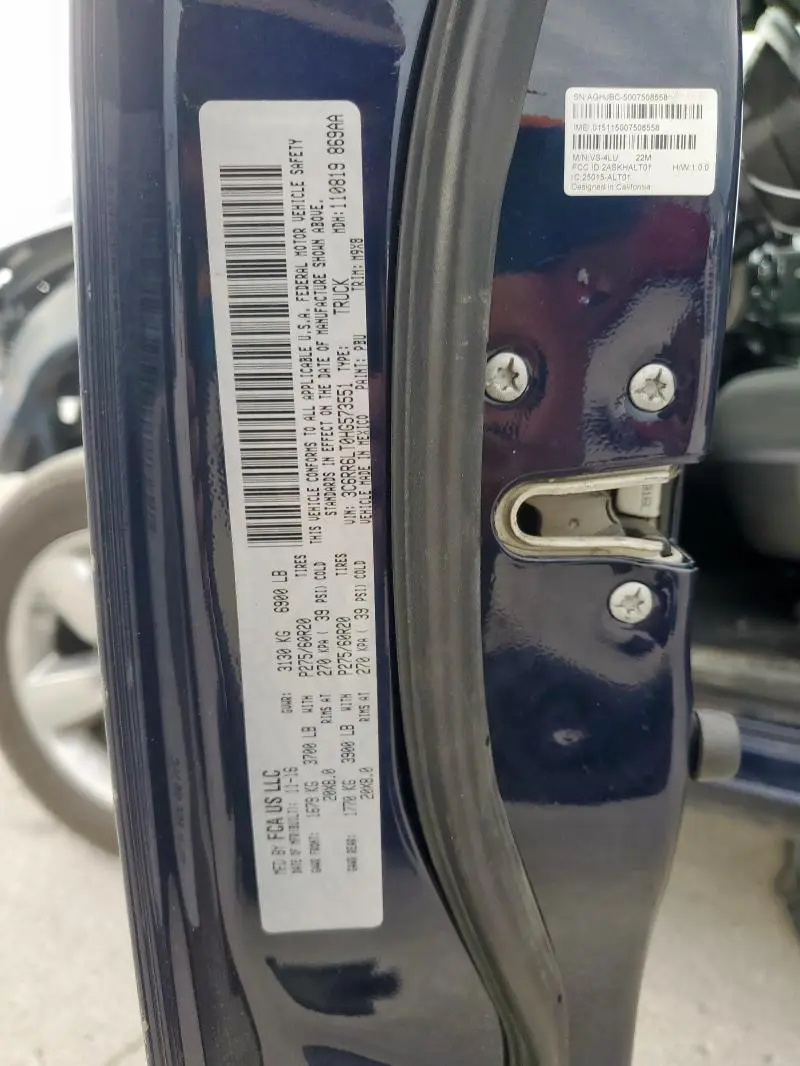 MFD BY FGA US LLC
DATE OF MFR(BUILT): 11-16 GVWR: 3130 KG 6900 LB
GAWR FRONT: 1679 KG 3700 LB WITH P275/60R20 TIRES
20X8.0 RIMS AT 270 KPA ( 39 PSI) COLD
GAWR REAR: 1770 KG 3900 LB WITH P275/60R20 TIRES
20X8.0 RIMS AT 270 KPA ( 39 PSI) COLD
THIS VEHICLE CONFORMS TO ALL APPLICABLE U.S.A. FEDERAL MOTOR VEHICLE SAFETY
STANDARDS IN EFFECT ON THE DATE OF MANUFACTURE SHOWN ABOVE.
VIN: 3C6RR6LT0HG573551 TYPE: TRUCK MDH: 110819 869AA
VEHICLE MADE IN MEXICO PAINT: PBU TRIM: M9X8
SN:AGHJBC-5007508558
IMEI:015115007508558
M/N:VS-4LU 22M
FCC ID:2ASKHALT01 H/W:1.0.0
IC:25015-ALT01
Designed in California